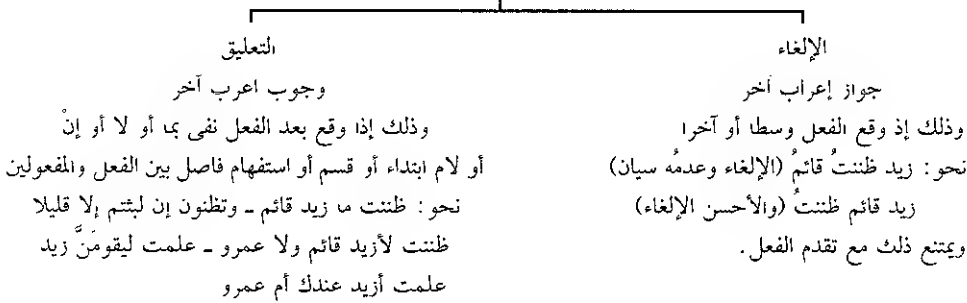 الإلغاء
جواز إعراب آخر
وذلك إذ وقع الفعل وسطا أو آخرا
نحو: زيد ظننتُ قائمُ (الإلغاء وعدمُه سيان)
زيد قائم ظننتُ (والأحسن الإلغاء)
ويمتنع ذلك مع تقدم الفعل.
التعليق
وجوب اعرب آخر
وذلك إذا وقع بعد الفعل نفى بما أو لا أو إنْ
أو لام ابتداء أو قسم أو استفهام فاصل بين الفعل والمفعولين
نحو: ظننت ما زيد قائم - وتظنون إن لبثتم إلا قليلا
ظننت لأزيد قائم ولا عمرو - علمت ليقومَنَّ زيد
علمت أزيد عندك أم عمرو